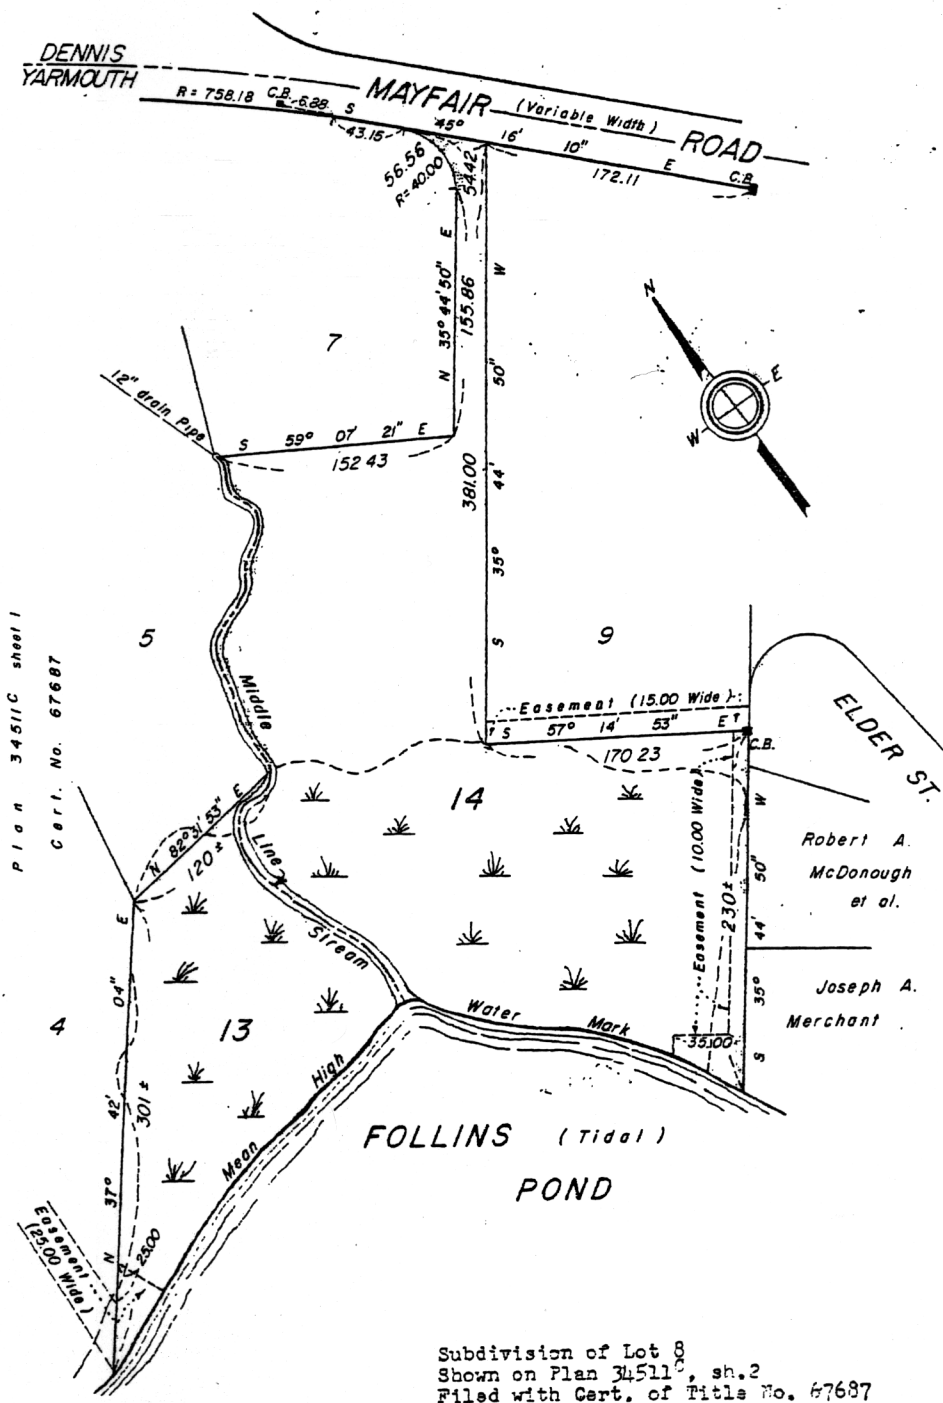 DENNIS
YARMOUTH
R = 758.18 C.B. 6.88 S
MAYFAIR (Variable Width) ROAD
43.15 45° 16' 10" E C.B.
172.11
56.56
R= 40.00
54.42
N 35° 44' 50" E
155.86
S 35° 44' 50" W
381.00
7
N
E
W
12" drain Pipe
S 59° 07' 21" E
152 43
5
9
Plan 34511C sheet 1
Cert. No. 67687
Middle Line Stream
Easement (15.00 Wide)
S 57° 14' 53" E
C.B.
170 23
ELDER ST.
14
N 82° 31' 53" E
120 ±
Easement (10.00 Wide)
230 ±
S 35° 44' 50" W
Robert A.
McDonough
et al.
Joseph A.
Merchant
35.00
4
13
N 37° 42' 04" E
301 ±
Mean High Water Mark
FOLLINS (Tidal)
POND
Easement
(25.00 Wide)
25.00
Subdivision of Lot 8
Shown on Plan 34511C, sh.2
Filed with Cert. of Title No. 67687